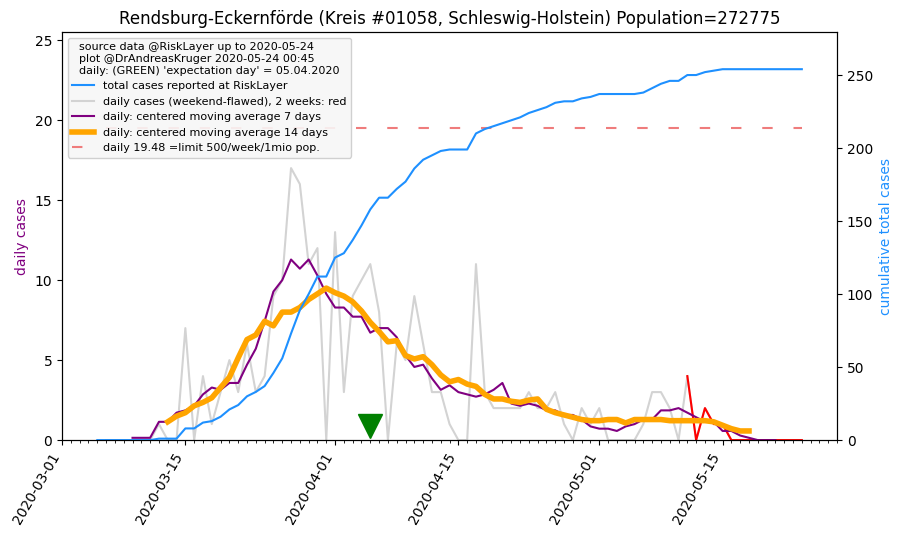 Rendsburg-Eckernförde (Kreis #01058, Schleswig-Holstein) Population=272775
source data @RiskLayer up to 2020-05-24
plot @DrAndreasKruger 2020-05-24 00:45
daily: (GREEN) 'expectation day' = 05.04.2020
total cases reported at RiskLayer
daily cases (weekend-flawed), 2 weeks: red
daily: centered moving average 7 days
daily: centered moving average 14 days
daily 19.48 =limit 500/week/1mio pop.
daily cases
25
20
15
10
5
0
cumulative total cases
250
200
150
100
50
0
2020-03-01
2020-03-15
2020-04-01
2020-04-15
2020-05-01
2020-05-15